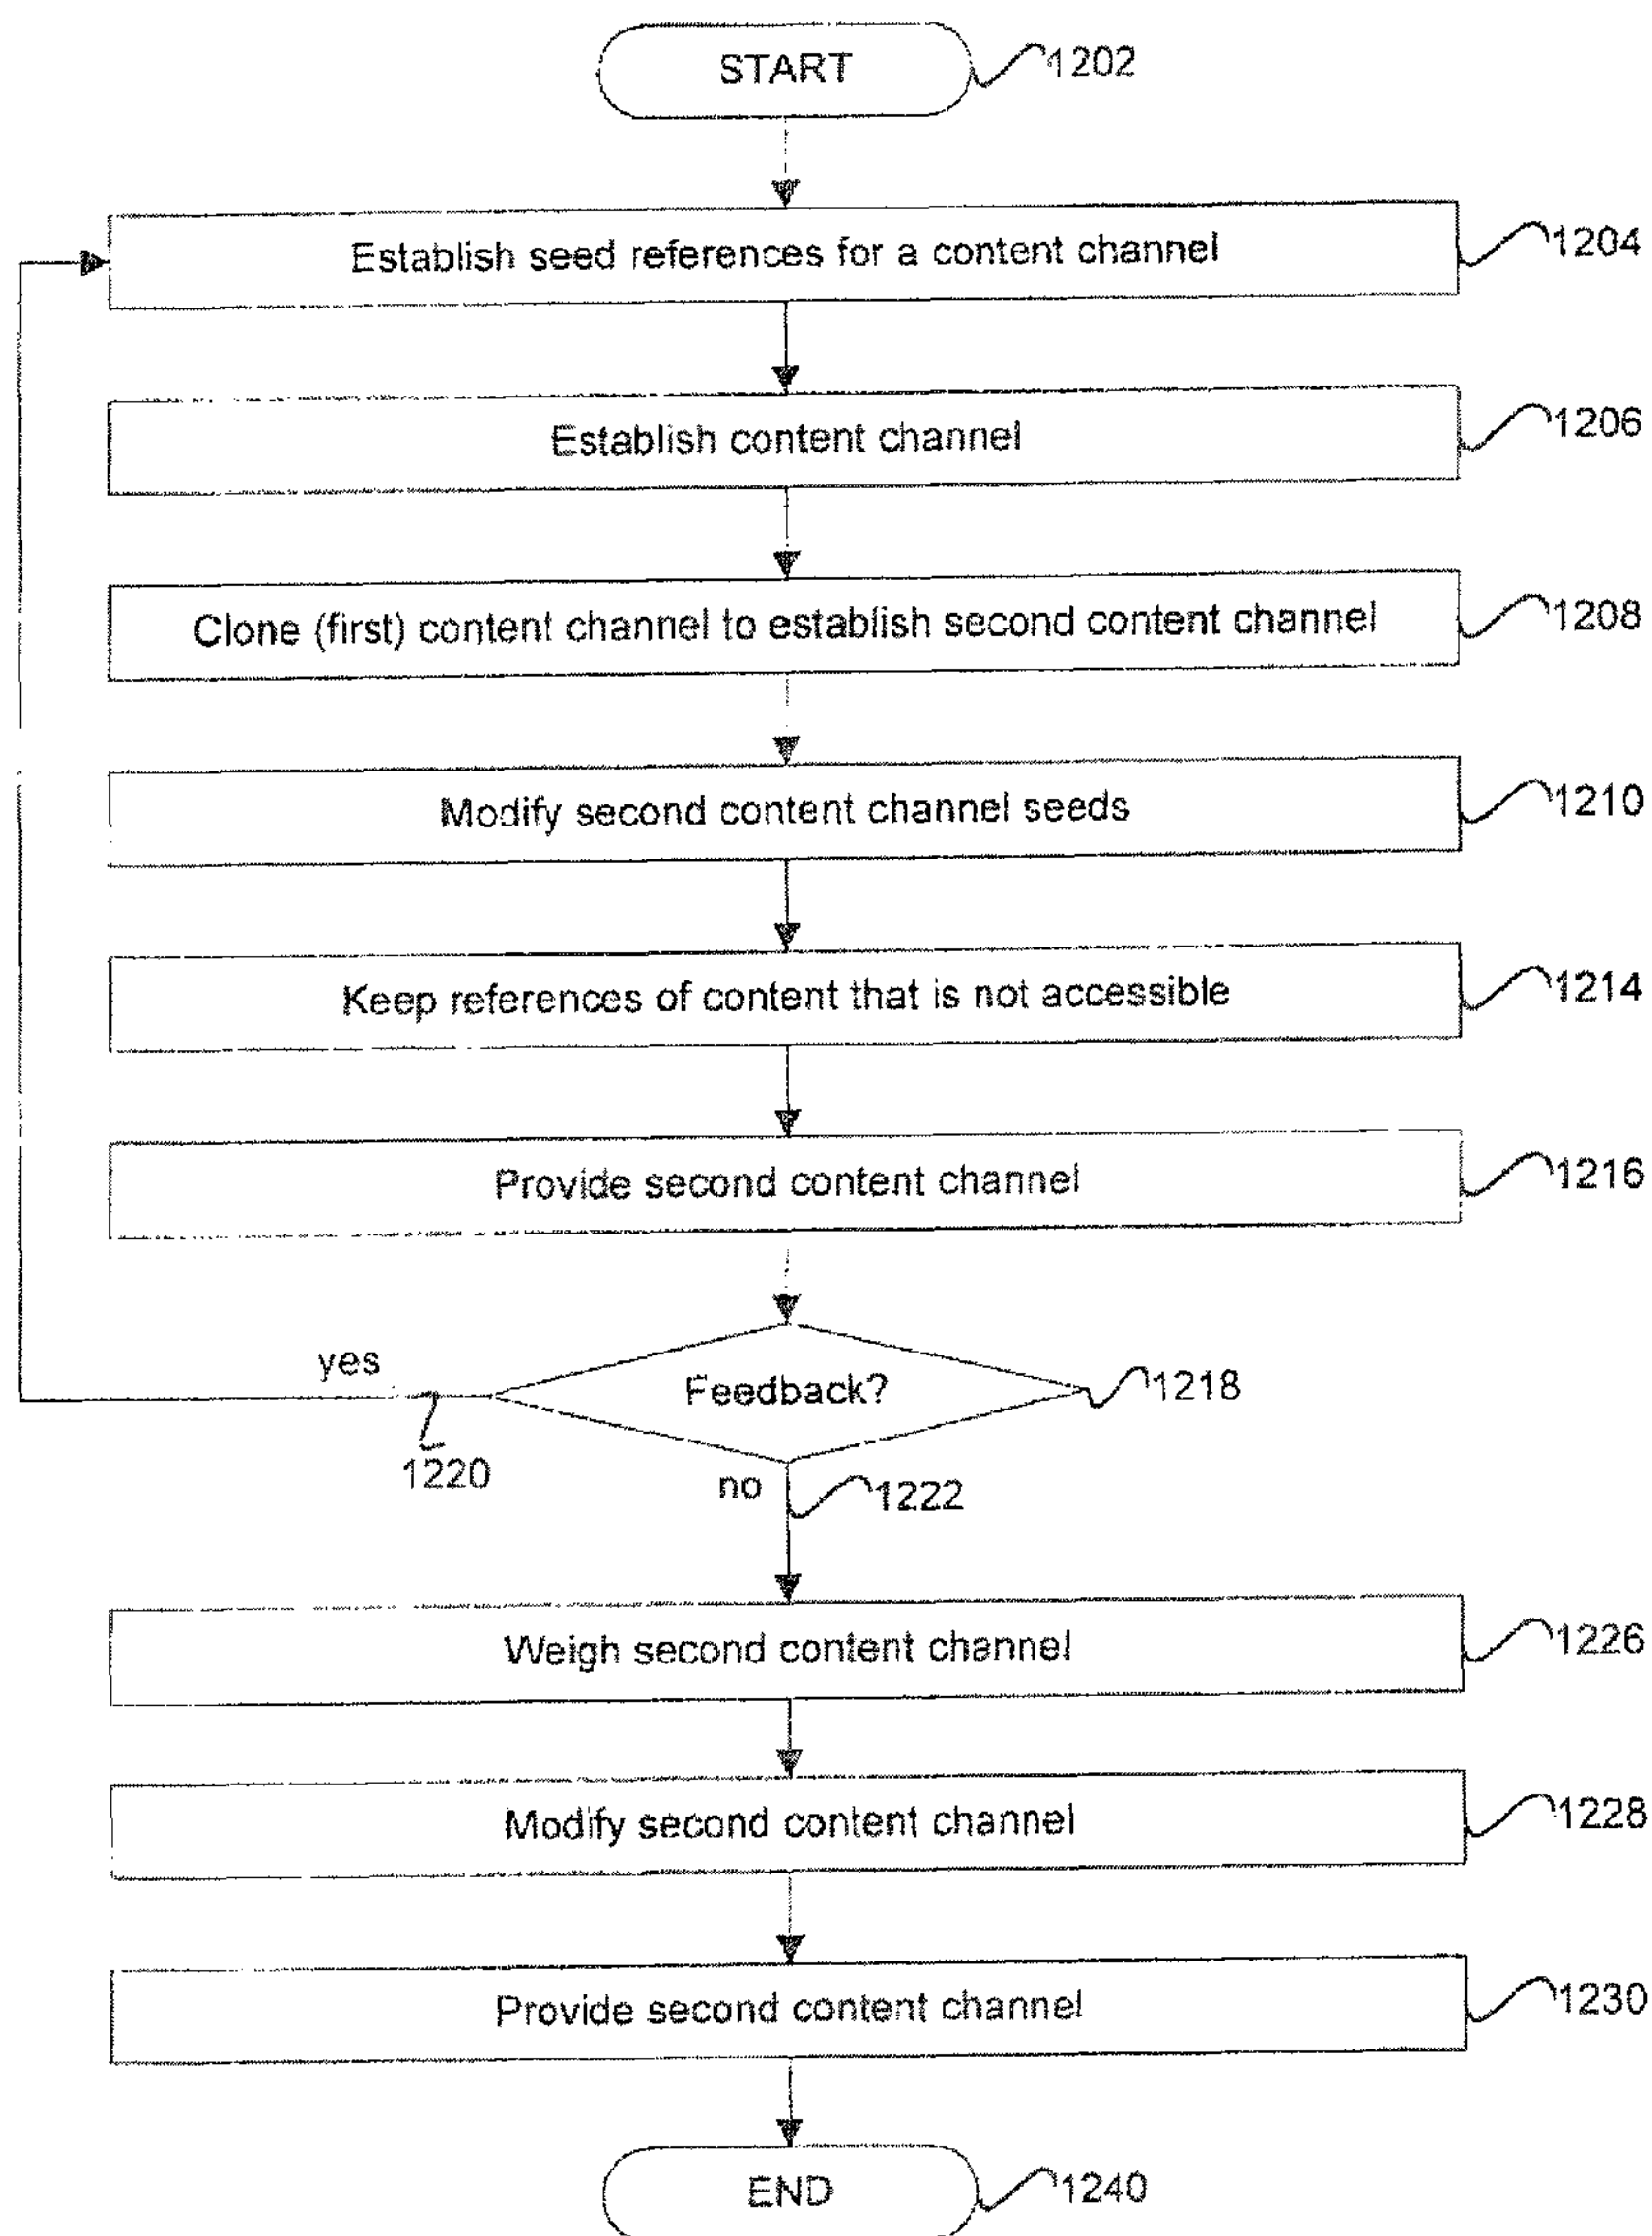 START
1202
Establish seed references for a content channel
1204
Establish content channel
1206
Clone (first) content channel to establish second content channel
1208
Modify second content channel seeds
1210
Keep references of content that is not accessible
1214
Provide second content channel
1216
yes
Feedback?
1218
1220
no
1222
Weigh second content channel
1226
Modify second content channel
1228
Provide second content channel
1230
END
1240